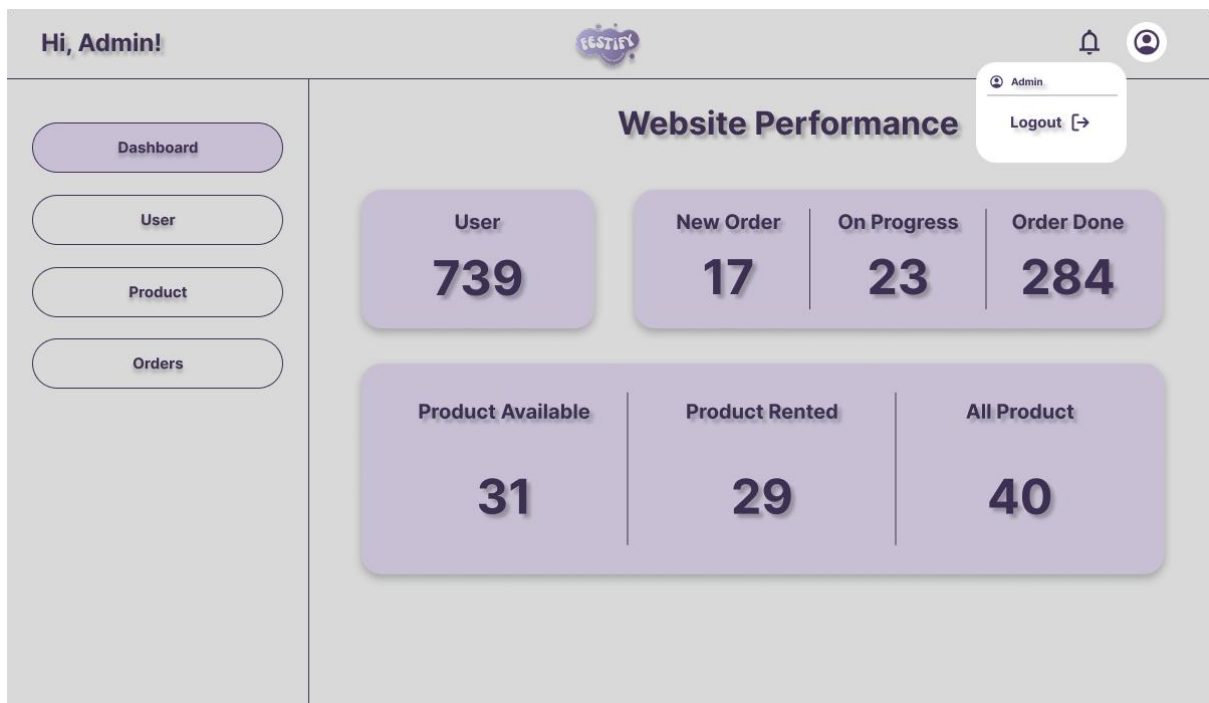 Hi, Admin!
FESTIFY
Admin
Logout
Website Performance
Dashboard
User
Product
Orders
User
739
New Order On Progress Order Done
17 23 284
Product Available Product Rented All Product
31 29 40